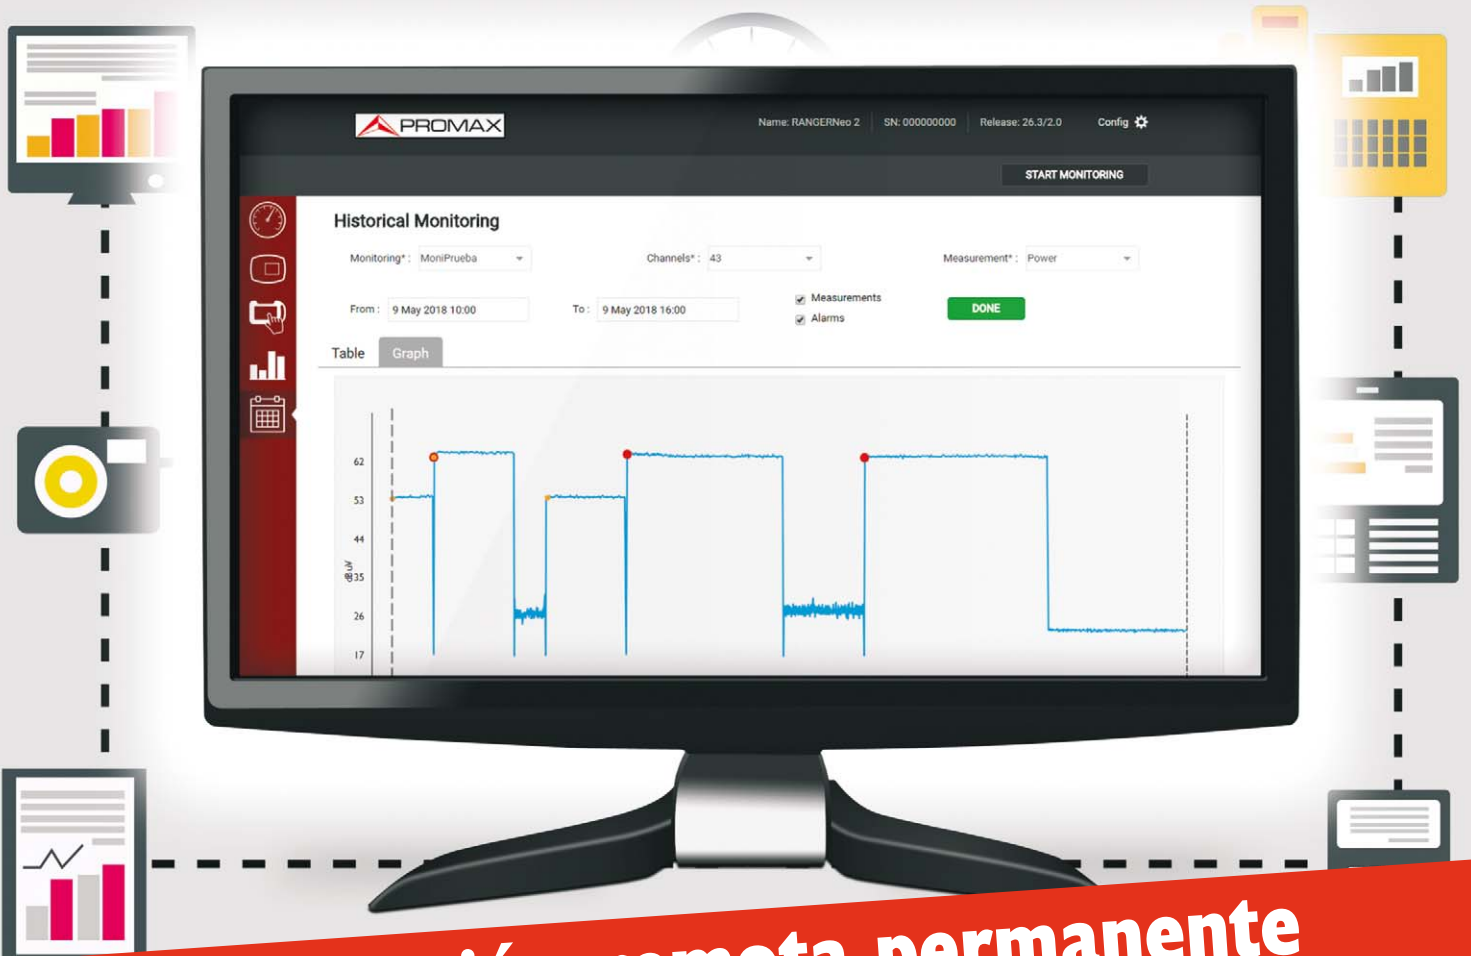 PROMAX
Name: RANGERNeo 2 SN: 000000000 Release: 26.3/2.0 Config
START MONITORING
Historical Monitoring
Monitoring* : MoniPrueba Channels* : 43 Measurement* : Power
From : 9 May 2018 10:00 To : 9 May 2018 16:00 Measurements DONE
Alarms
Table Graph
62
53
44
dBuV
35
26
17
remota permanente